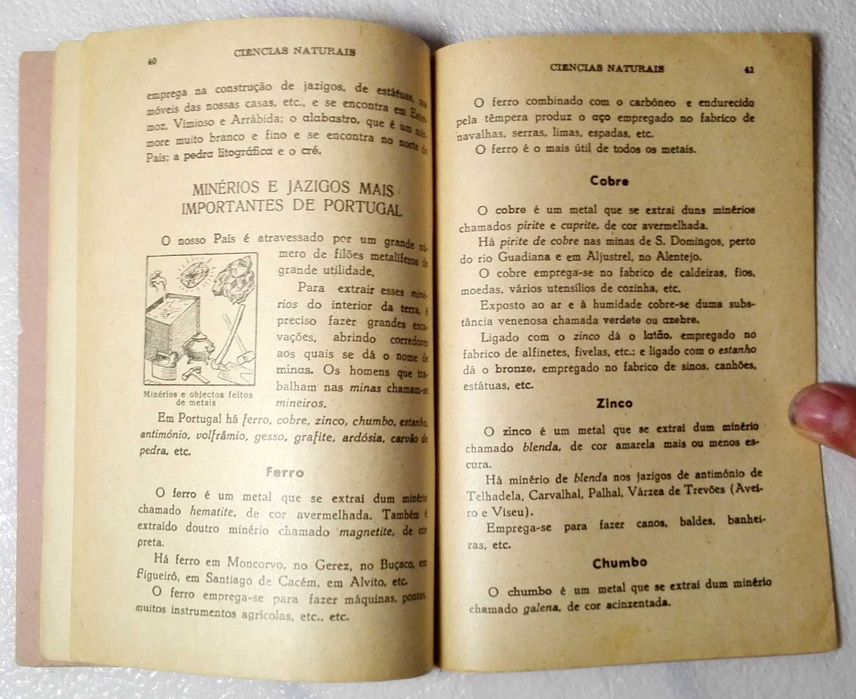 40
CIENCIAS NATURAIS
emprega na construção de jazigos, de estátuas, nos
móveis das nossas casas, etc., e se encontra em Estre-
moz, Vimioso e Arrábida; o alabastro, que é um már-
more muito branco e fino e se encontra no norte do
País; a pedra litográfica e o cré.
MINÉRIOS E JAZIGOS MAIS
IMPORTANTES DE PORTUGAL
O nosso País é atravessado por um grande nú-
mero de filões metalíferos de
grande utilidade.
Para extrair esses miné-
rios do interior da terra, é
preciso fazer grandes esca-
vações, abrindo corredores
aos quais se dá o nome de
minas. Os homens que tra-
balham nas minas chamam-se
mineiros.
Minérios e objectos feitos
de metais
Em Portugal há ferro, cobre, zinco, chumbo, estanho,
antimónio, volfrâmio, gesso, grafite, ardósia, carvão de
pedra, etc.
Ferro
O ferro é um metal que se extrai dum minério
chamado hematite, de cor avermelhada. Também é
extraído doutro minério chamado magnetite, de cor
preta.
Há ferro em Moncorvo, no Gerez, no Buçaco, em
Figueiró, em Santiago de Cacém, em Alvito, etc.
O ferro emprega-se para fazer máquinas, pontes,
muitos instrumentos agrícolas, etc., etc.
CIENCIAS NATURAIS
41
O ferro combinado com o carbóneo e endurecido
pela têmpera produz o aço empregado no fabrico de
navalhas, serras, limas, espadas, etc.
O ferro é o mais útil de todos os metais.
Cobre
O cobre é um metal que se extrai duns minérios
chamados pirite e cuprite, de cor avermelhada.
Há pirite de cobre nas minas de S. Domingos, perto
do rio Guadiana e em Aljustrel, no Alentejo.
O cobre emprega-se no fabrico de caldeiras, fios,
moedas, vários utensílios de cozinha, etc.
Exposto ao ar e à humidade cobre-se duma subs-
tância venenosa chamada verdete ou azebre.
Ligado com o zinco dá o latão, empregado no
fabrico de alfinetes, fivelas, etc.; e ligado com o estanho
dá o bronze, empregado no fabrico de sinos, canhões,
estátuas, etc.
Zinco
O zinco é um metal que se extrai dum minério
chamado blenda, de cor amarela mais ou menos es-
cura.
Há minério de blenda nos jazigos de antimónio de
Telhadela, Carvalhal, Palhal, Várzea de Trevões (Avei-
ro e Viseu).
Emprega-se para fazer canos, baldes, banhei-
ras, etc.
Chumbo
O chumbo é um metal que se extrai dum minério
chamado galena, de cor acinzentada.